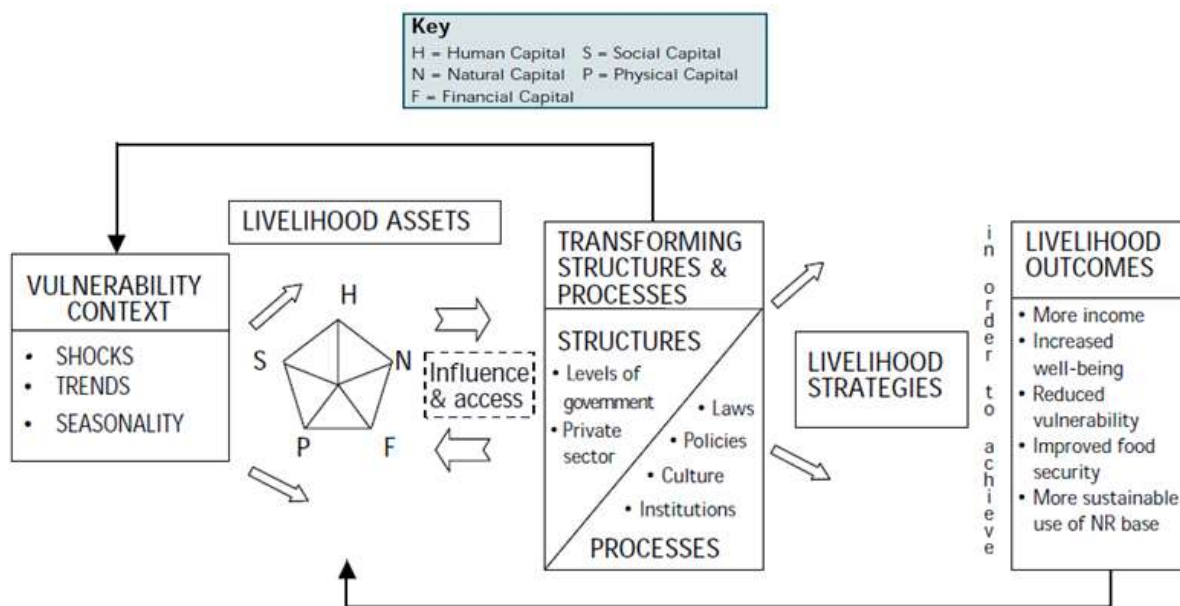 Key
H = Human Capital S = Social Capital
N = Natural Capital P = Physical Capital
F = Financial Capital
LIVELIHOOD ASSETS
VULNERABILITY
CONTEXT
• SHOCKS
• TRENDS
• SEASONALITY
H
S
N
P
F
Influence
& access
TRANSFORMING
STRUCTURES &
PROCESSES
STRUCTURES
• Levels of
government
• Private
sector
• Laws
• Policies
• Culture
• Institutions
PROCESSES
LIVELIHOOD
STRATEGIES
in order to achieve
LIVELIHOOD
OUTCOMES
• More income
• Increased
well-being
• Reduced
vulnerability
• Improved food
security
• More sustainable
use of NR base